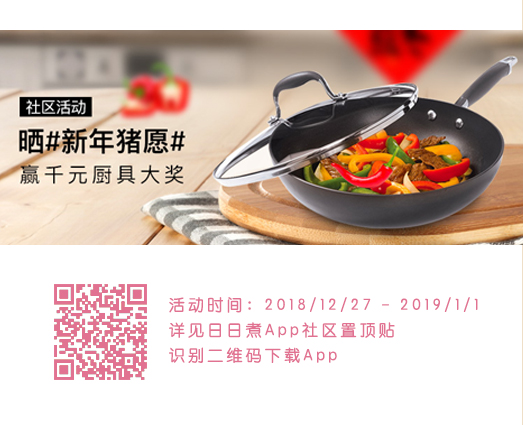 社区活动
晒#新年猪愿#
赢千元厨具大奖
活动时间：2018/12/27 - 2019/1/1
详见日日煮App社区置顶贴
识别二维码下载App